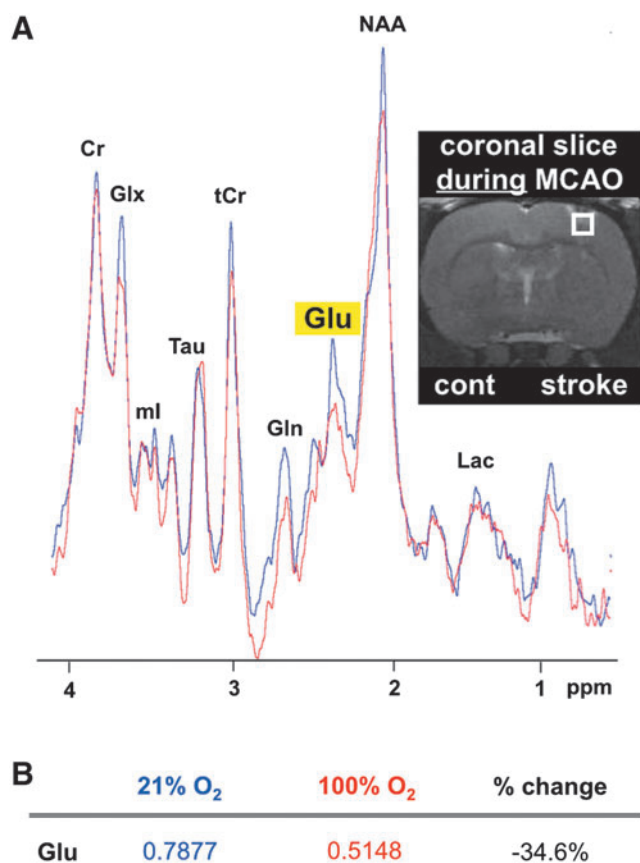 A
NAA
Cr
Glx
tCr
Glu
Tau
mI
Gln
Lac
coronal slice
during MCAO
cont stroke
4 3 2 1 ppm
B
21% O₂ 100% O₂ % change
Glu 0.7877 0.5148 -34.6%